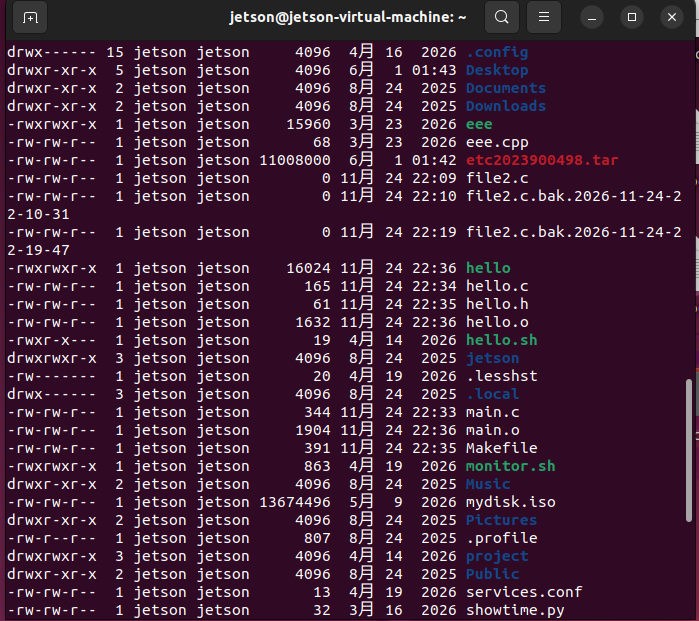 jetson@jetson-virtual-machine: ~
drwx------ 15 jetson jetson     4096  4月 16  2026 .config
drwxr-xr-x  5 jetson jetson     4096  6月  1 01:43 Desktop
drwxr-xr-x  2 jetson jetson     4096  8月 24  2025 Documents
drwxr-xr-x  2 jetson jetson     4096  8月 24  2025 Downloads
-rwxrwxr-x  1 jetson jetson    15960  3月 23  2026 eee
-rw-rw-r--  1 jetson jetson       68  3月 23  2026 eee.cpp
-rw-rw-r--  1 jetson jetson 11008000  6月  1 01:42 etc2023900498.tar
-rw-rw-r--  1 jetson jetson        0 11月 24 22:09 file2.c
-rw-rw-r--  1 jetson jetson        0 11月 24 22:10 file2.c.bak.2026-11-24-2
2-10-31
-rw-rw-r--  1 jetson jetson        0 11月 24 22:19 file2.c.bak.2026-11-24-2
2-19-47
-rwxrwxr-x  1 jetson jetson    16024 11月 24 22:36 hello
-rw-rw-r--  1 jetson jetson      165 11月 24 22:34 hello.c
-rw-rw-r--  1 jetson jetson       61 11月 24 22:35 hello.h
-rw-rw-r--  1 jetson jetson     1632 11月 24 22:36 hello.o
-rwxr-x---  1 jetson jetson       19  4月 14  2026 hello.sh
drwxrwxr-x  3 jetson jetson     4096  8月 24  2025 jetson
-rw-------  1 jetson jetson       20  4月 19  2026 .lesshst
drwx------  3 jetson jetson     4096  8月 24  2025 .local
-rw-rw-r--  1 jetson jetson      344 11月 24 22:33 main.c
-rw-rw-r--  1 jetson jetson     1904 11月 24 22:36 main.o
-rw-rw-r--  1 jetson jetson      391 11月 24 22:35 Makefile
-rwxrwxr-x  1 jetson jetson      863  4月 19  2026 monitor.sh
drwxr-xr-x  2 jetson jetson     4096  8月 24  2025 Music
-rw-rw-r--  1 jetson jetson 13674496  5月  9  2026 mydisk.iso
drwxr-xr-x  2 jetson jetson     4096  8月 24  2025 Pictures
-rw-r--r--  1 jetson jetson      807  8月 24  2025 .profile
drwxrwxr-x  3 jetson jetson     4096  4月 14  2026 project
drwxr-xr-x  2 jetson jetson     4096  8月 24  2025 Public
-rw-rw-r--  1 jetson jetson       13  4月 19  2026 services.conf
-rw-rw-r--  1 jetson jetson       32  3月 16  2026 showtime.py